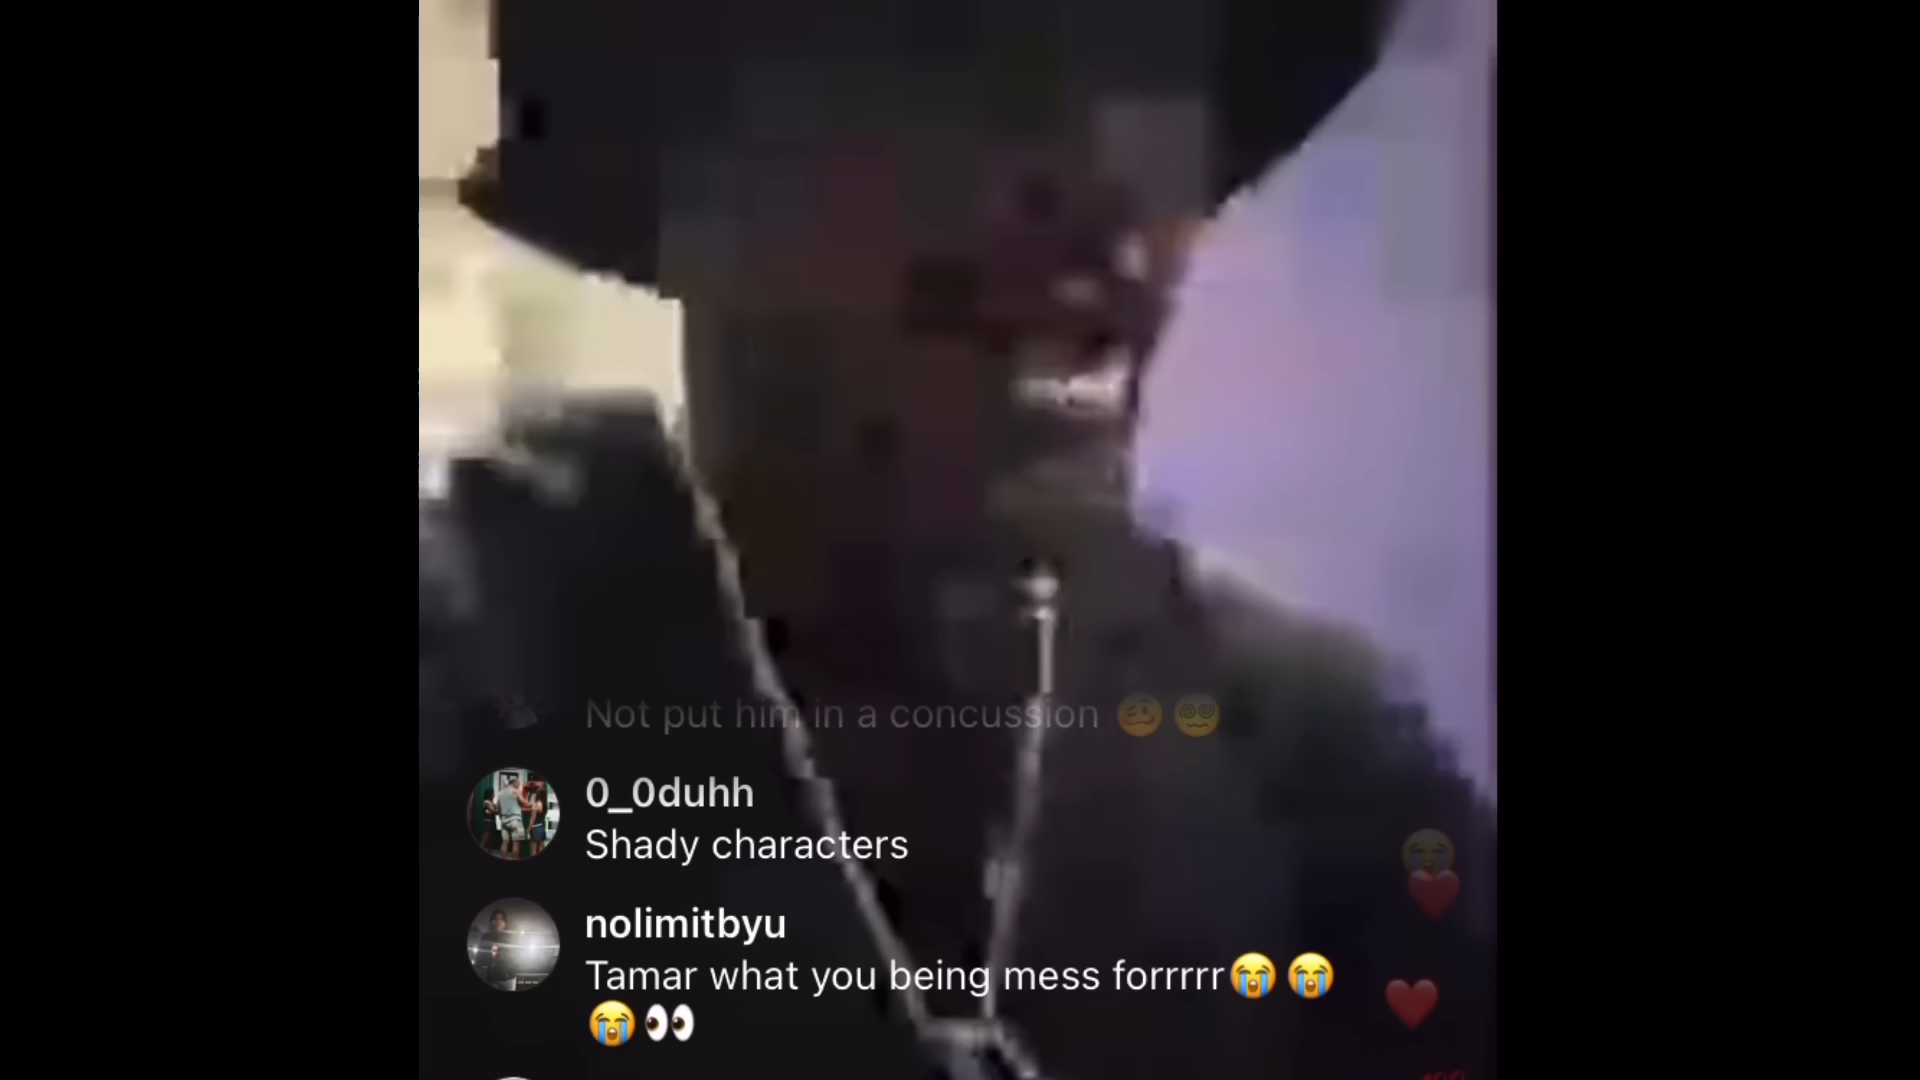 Not put him in a concussion 🥴😵‍💫
0_0duhh
Shady characters
nolimitbyu
Tamar what you being mess forrrrr😭😭
😭👀